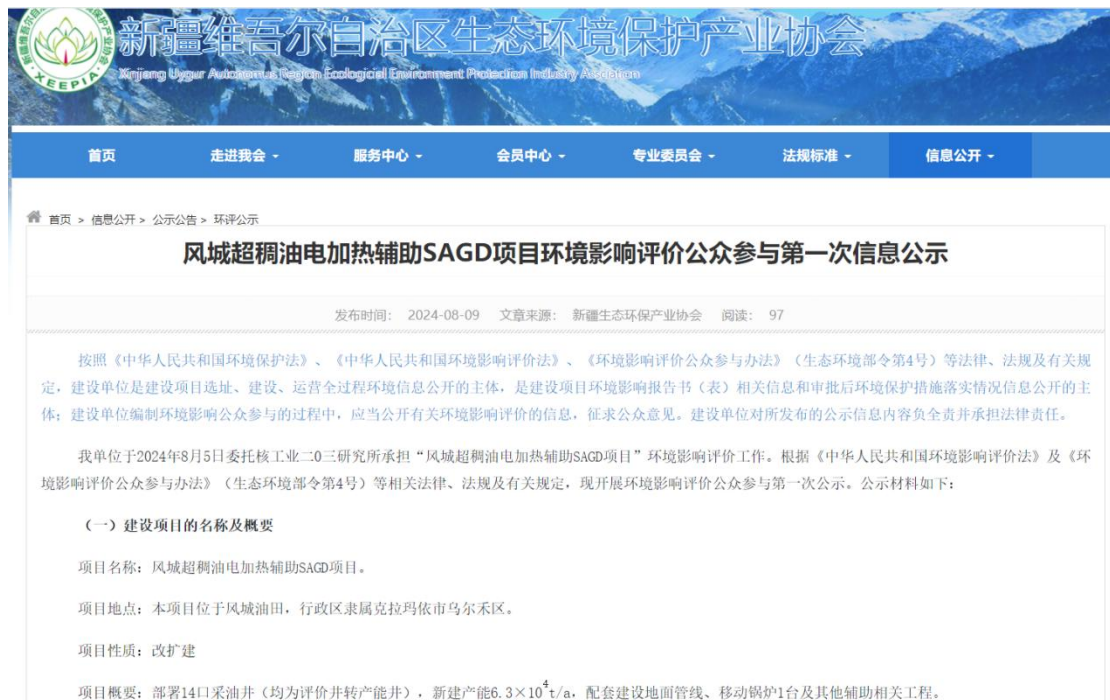 新疆维吾尔自治区生态环境保护产业协会
XEEPIA
Xinjiang Uygur Autonomous Region Ecological Environment Protection Industry Association
首页 走进我会 服务中心 会员中心 专业委员会 法规标准 信息公开
首页 > 信息公开 > 公示公告 > 环评公示
风城超稠油电加热辅助SAGD项目环境影响评价公众参与第一次信息公示
发布时间： 2024-08-09 文章来源： 新疆生态环保产业协会 阅读： 97
按照《中华人民共和国环境保护法》、《中华人民共和国环境影响评价法》、《环境影响评价公众参与办法》（生态环境部令第4号）等法律、法规及有关规
定，建设单位是建设项目选址、建设、运营全过程环境信息公开的主体，是建设项目环境影响报告书（表）相关信息和审批后环境保护措施落实情况信息公开的主
体；建设单位编制环境影响公众参与的过程中，应当公开有关环境影响评价的信息，征求公众意见。建设单位对所发布的公示信息内容负全责并承担法律责任。
我单位于2024年8月5日委托核工业二0三研究所承担“风城超稠油电加热辅助SAGD项目”环境影响评价工作。根据《中华人民共和国环境影响评价法》及《环
境影响评价公众参与办法》（生态环境部令第4号）等相关法律、法规及有关规定，现开展环境影响评价公众参与第一次公示。公示材料如下：
（一）建设项目的名称及概要
项目名称：风城超稠油电加热辅助SAGD项目。
项目地点：本项目位于风城油田，行政区隶属克拉玛依市乌尔禾区。
项目性质：改扩建
项目概要：部署14口采油井（均为评价井转产能井），新建产能6.3×10⁴t/a，配套建设地面管线、移动锅炉1台及其他辅助相关工程。